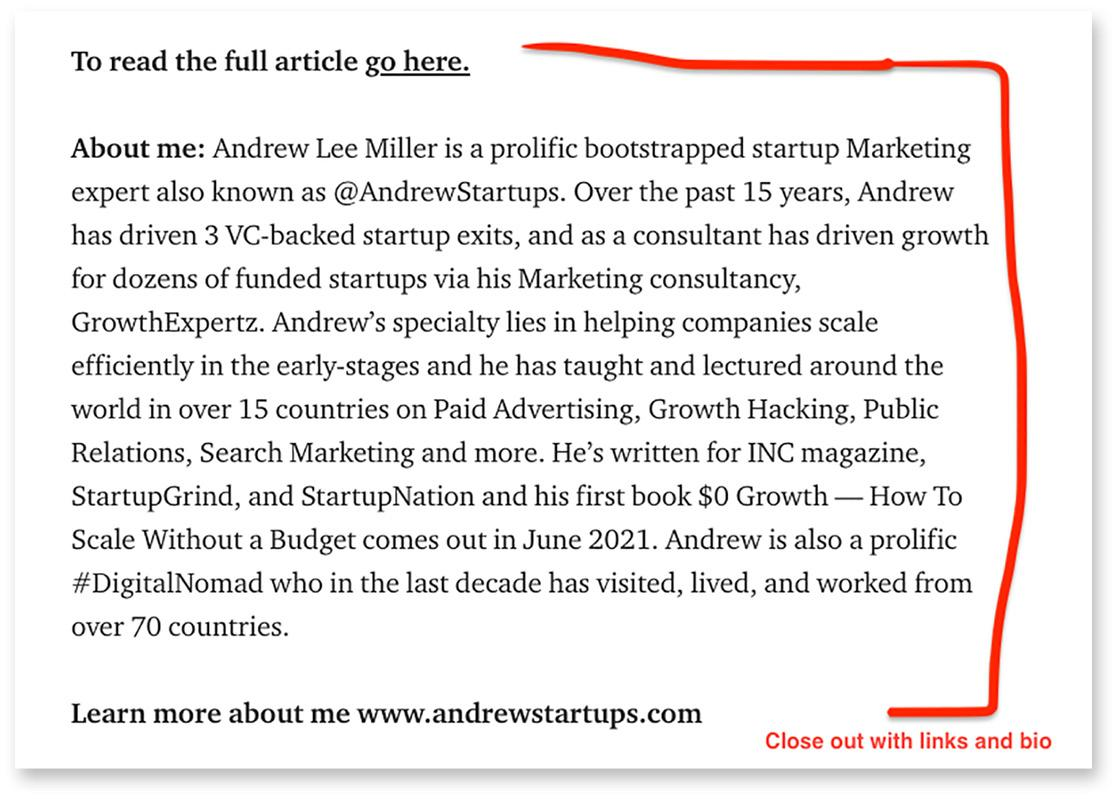 To read the full article go here.
About me: Andrew Lee Miller is a prolific bootstrapped startup Marketing
expert also known as @AndrewStartups. Over the past 15 years, Andrew
has driven 3 VC-backed startup exits, and as a consultant has driven growth
for dozens of funded startups via his Marketing consultancy,
GrowthExpertz. Andrew’s specialty lies in helping companies scale
efficiently in the early-stages and he has taught and lectured around the
world in over 15 countries on Paid Advertising, Growth Hacking, Public
Relations, Search Marketing and more. He’s written for INC magazine,
StartupGrind, and StartupNation and his first book $0 Growth — How To
Scale Without a Budget comes out in June 2021. Andrew is also a prolific
#DigitalNomad who in the last decade has visited, lived, and worked from
over 70 countries.
Learn more about me www.andrewstartups.com
Close out with links and bio